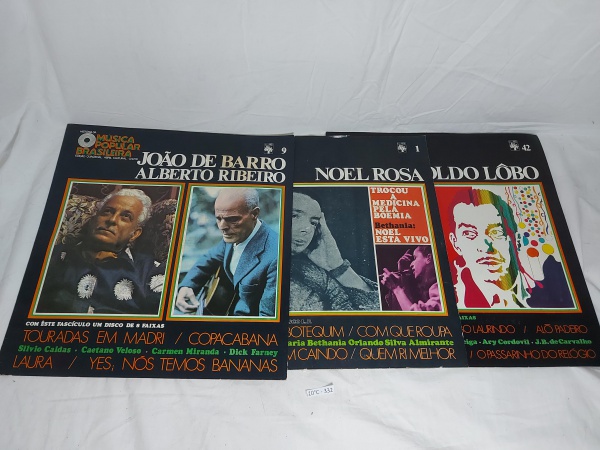 MÚSICA
POPULAR
BRASILEIRA
9
JOÃO DE BARRO
ALBERTO RIBEIRO
COM ÊSTE FASCÍCULO UM DISCO DE 8 FAIXAS
TOURADAS EM MADRI / COPACABANA
Silvio Caldas - Caetano Veloso - Carmen Miranda - Dick Farney
LAURA / YES, NÓS TEMOS BANANAS
1
NOEL ROSA
TROCOU
A
MEDICINA
PELA
BOEMIA
Bethania:
NOEL
ESTÁ VIVO
OTEQUIM / COM QUE ROUPA
aria Bethania Orlando Silva Almirante
M CAINDO / QUEM RI MELHOR
42
OLDO LÔBO
AIXAS
O LAURINDO / ALÔ PADEIRO
iga - Ary Cordovil - J.B. de Carvalho
/ O PASSARINHO DO RELÓGIO